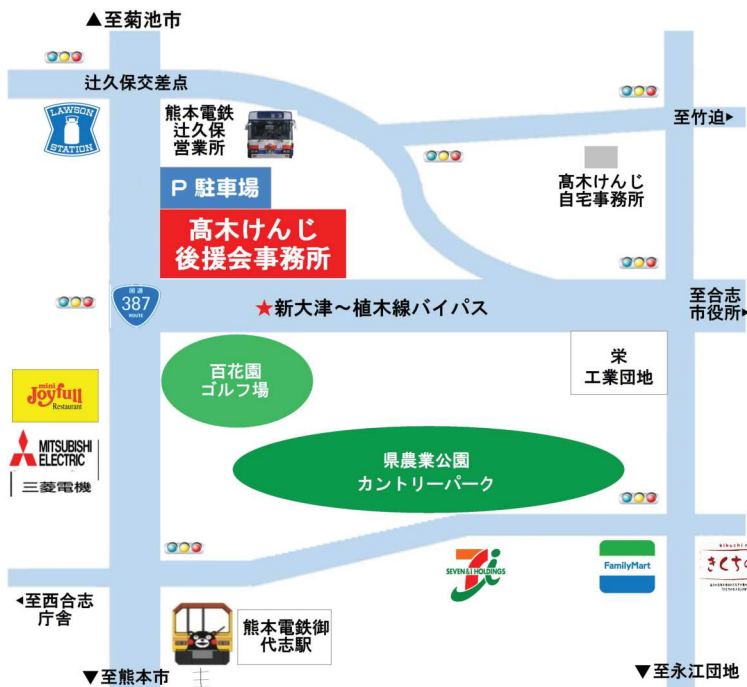 ▲至菊池市
辻久保交差点
LAWSON
STATION
熊本電鉄
辻久保
営業所
至竹迫▶
P 駐車場
髙木けんじ
自宅事務所
髙木けんじ
後援会事務所
国道
387
ROUTE
★新大津～植木線バイパス
至合志
市役所▶
百花園
ゴルフ場
栄
工業団地
mini
Joyfull
Restaurant
県農業公園
カントリーパーク
MITSUBISHI
ELECTRIC
三菱電機
SEVEN&i HOLDINGS
FamilyMart
きくちの
◀至西合志
庁舎
熊本電鉄御
代志駅
▼至熊本市
▼至永江団地